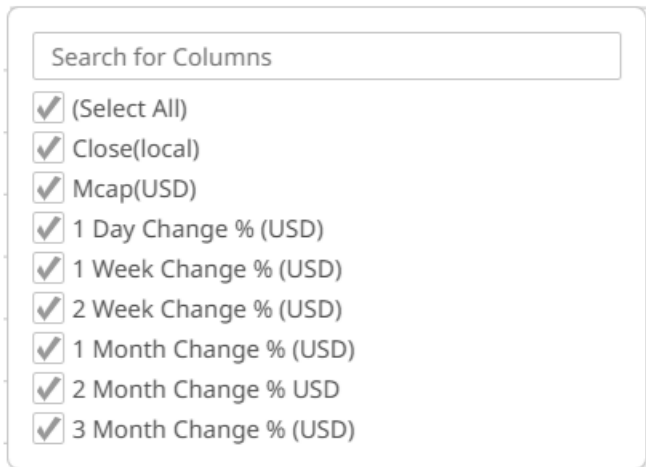 Search for Columns
(Select All)
Close(local)
Mcap(USD)
1 Day Change % (USD)
1 Week Change % (USD)
2 Week Change % (USD)
1 Month Change % (USD)
2 Month Change % USD
3 Month Change % (USD)